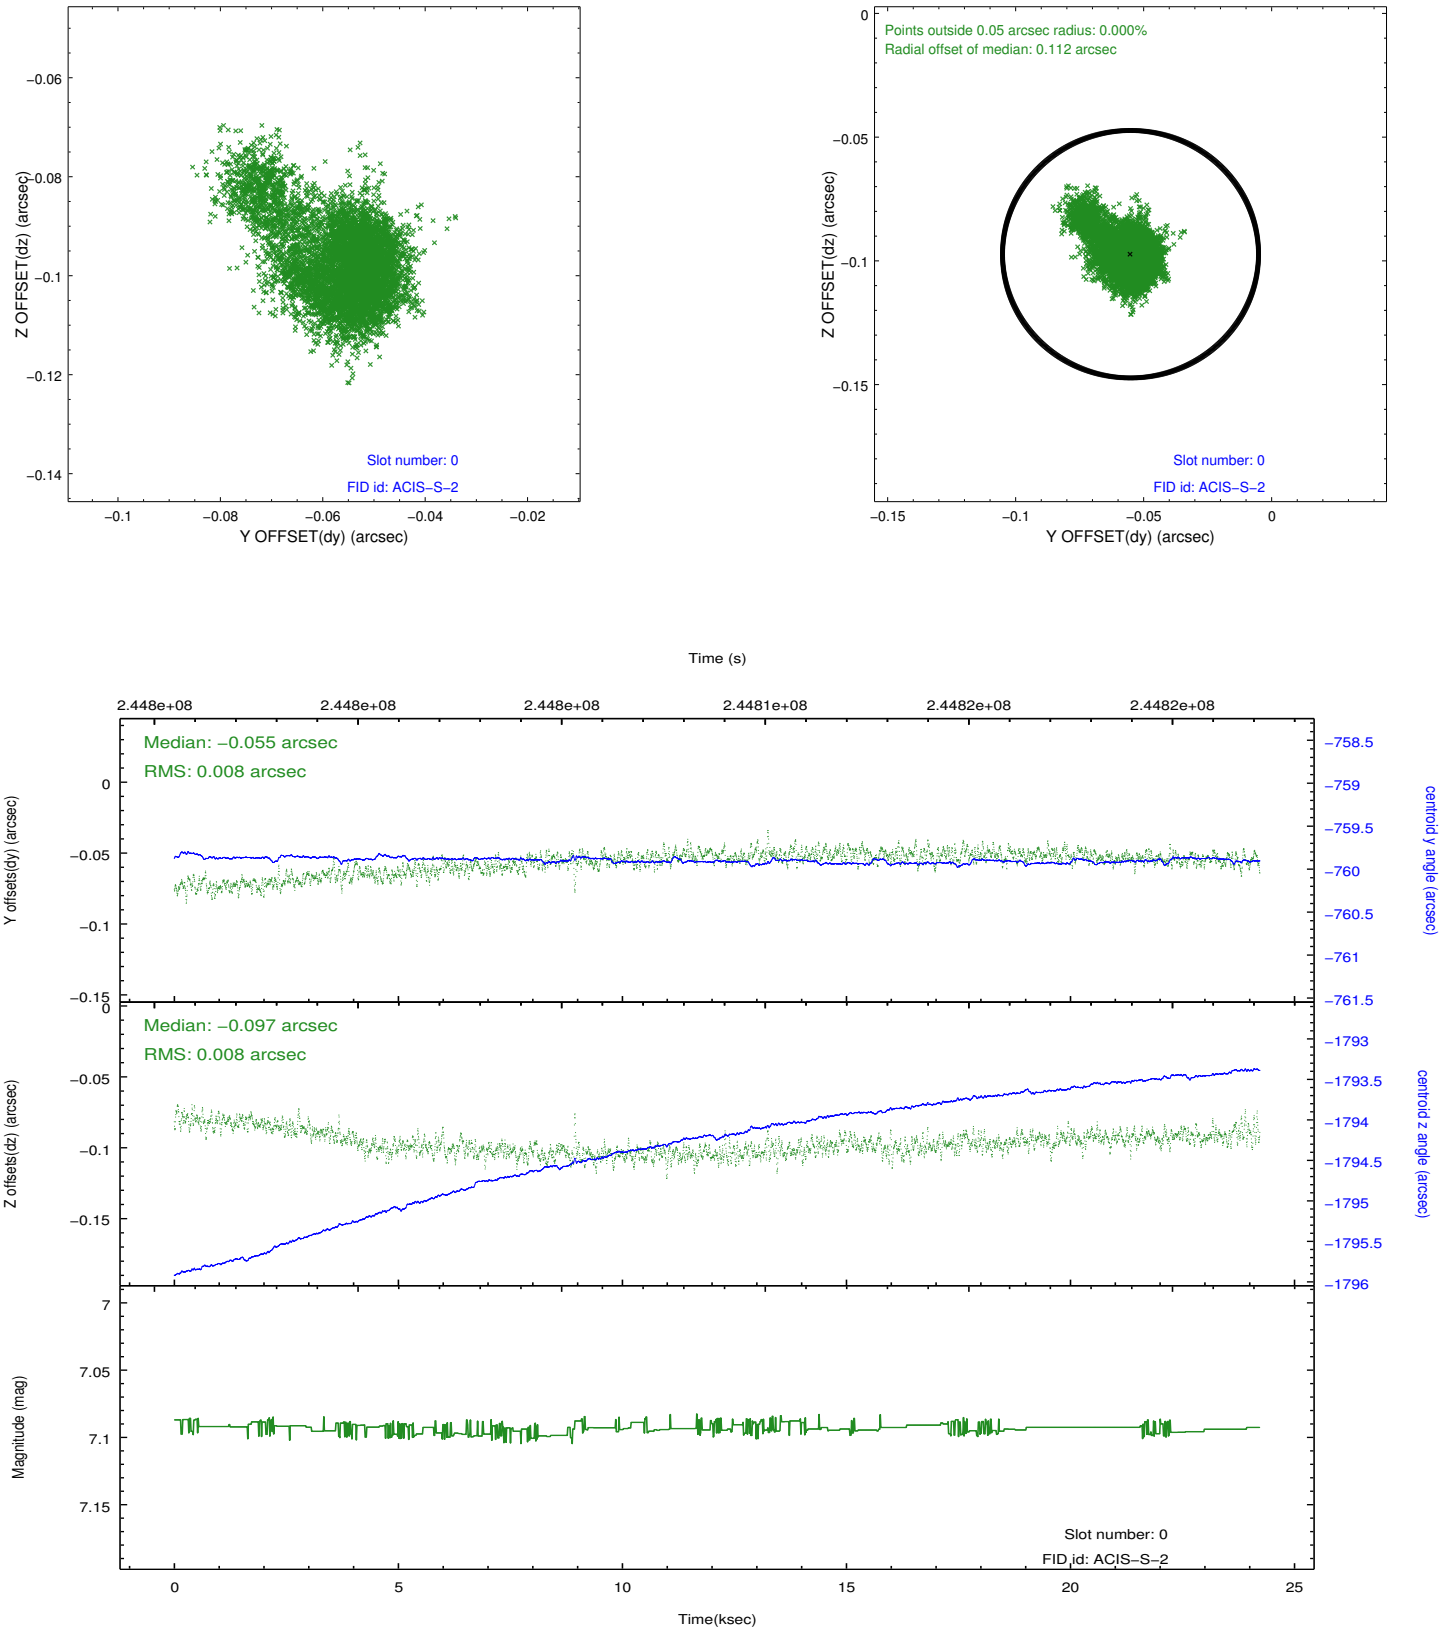 −0.06
−0.08
−0.1
−0.12
−0.14
Z OFFSET(dz) (arcsec)
Slot number: 0
FID id: ACIS−S−2
−0.1
−0.08
−0.06
−0.04
−0.02
Y OFFSET(dy) (arcsec)
Points outside 0.05 arcsec radius: 0.000%
Radial offset of median: 0.112 arcsec
0
−0.05
−0.1
−0.15
Z OFFSET(dz) (arcsec)
Slot number: 0
FID id: ACIS−S−2
−0.15
−0.1
−0.05
0
Y OFFSET(dy) (arcsec)
Time (s)
2.448e+08
2.448e+08
2.448e+08
2.4481e+08
2.4482e+08
2.4482e+08
Median: −0.055 arcsec
RMS: 0.008 arcsec
0
−0.05
−0.1
−0.15
Y offsets(dy) (arcsec)
−758.5
−759
−759.5
−760
−760.5
−761
−761.5
centroid y angle (arcsec)
Median: −0.097 arcsec
RMS: 0.008 arcsec
0
−0.05
−0.1
−0.15
Z offsets(dz) (arcsec)
−1793
−1793.5
−1794
−1794.5
−1795
−1795.5
−1796
centroid z angle (arcsec)
7
7.05
7.1
7.15
Magnitude (mag)
Slot number: 0
FID id: ACIS−S−2
0
5
10
15
20
25
Time(ksec)